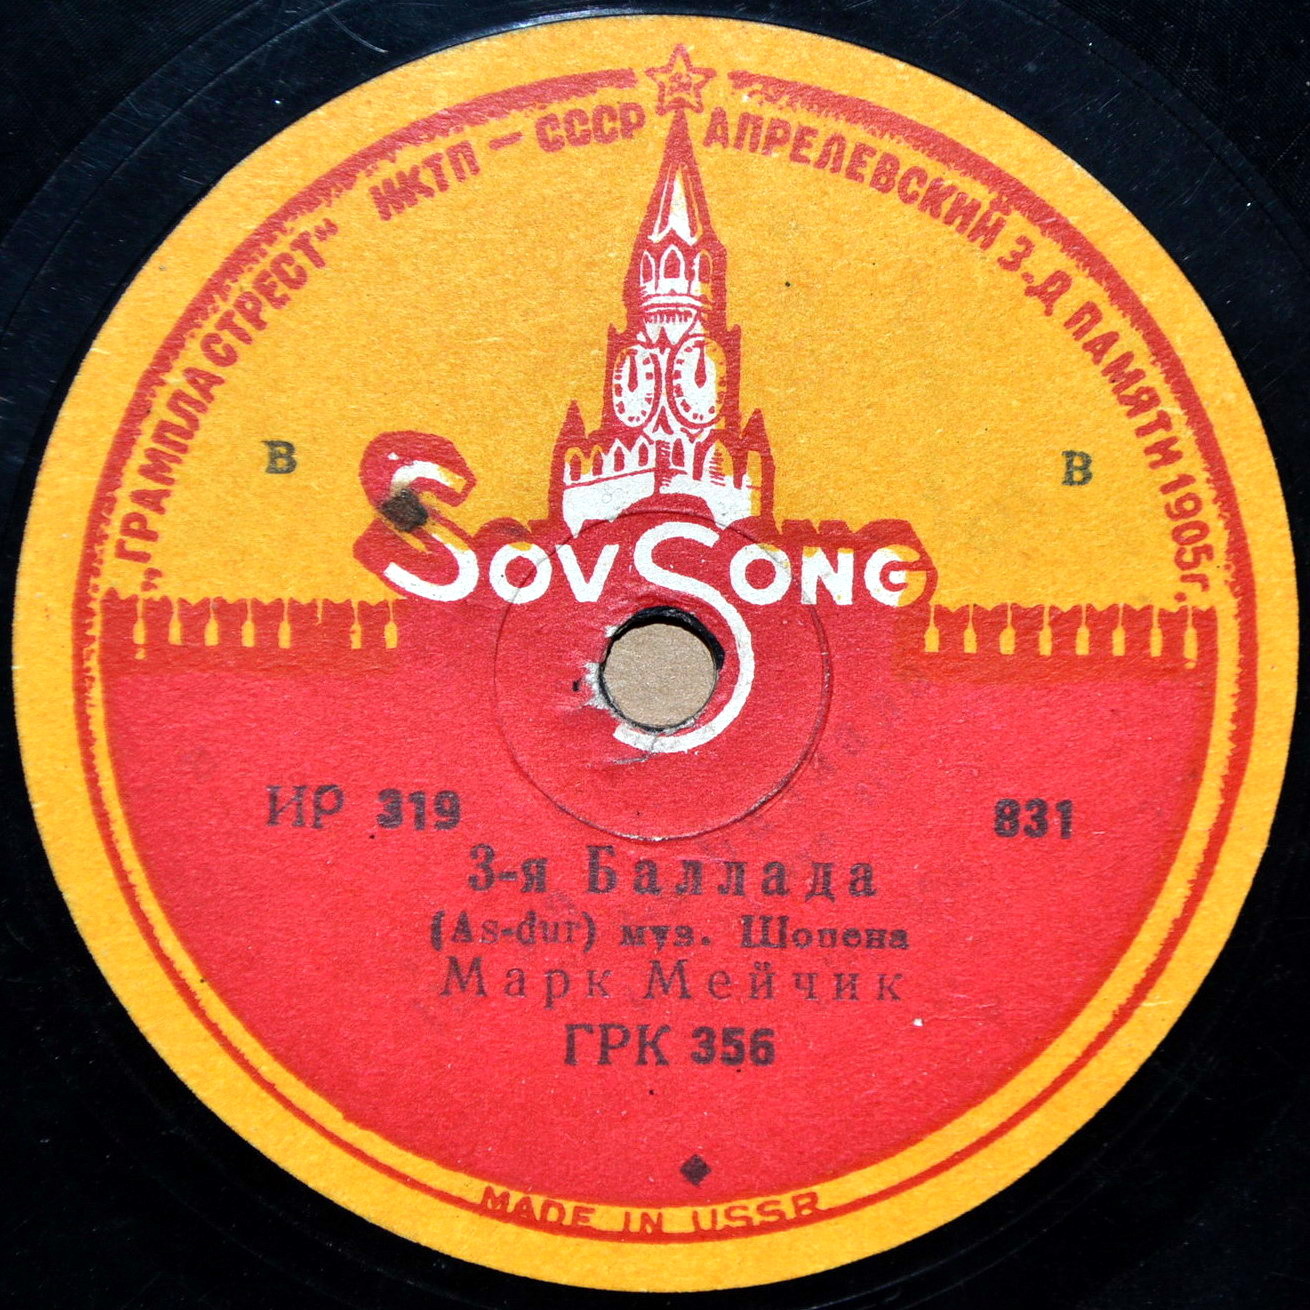 „ГРАМПЛАСТРЕСТ“ НКТП — СССР АПРЕЛЕВСКИЙ З-Д ПАМЯТИ 1905г.
В В
SOVSONG
ИР 319 831
3-я Баллада
(As-dur) муз. Шопена
Марк Мейчик
ГРК 356
MADE IN USSR